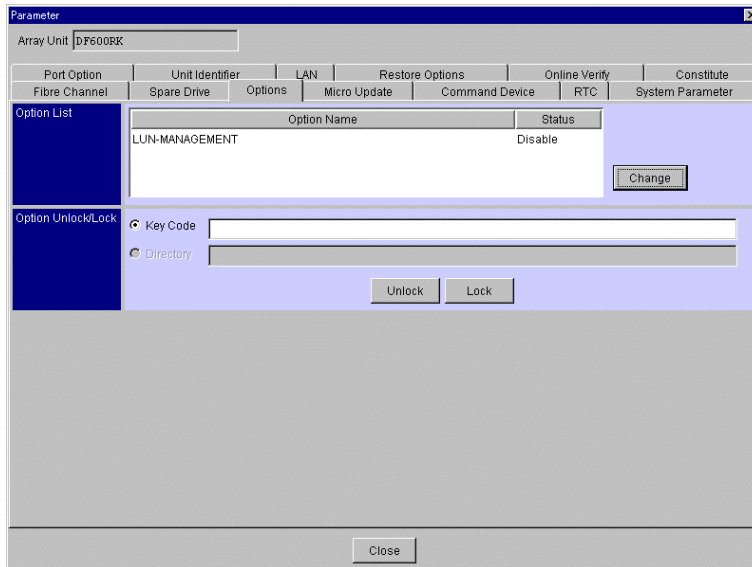 Parameter
Array Unit DF600RK
Port Option Unit Identifier LAN Restore Options Online Verify Constitute
Fibre Channel Spare Drive Options Micro Update Command Device RTC System Parameter
Option List
Option Name Status
LUN-MANAGEMENT Disable
Change
Option Unlock/Lock
Key Code
Directory
Unlock Lock
Close